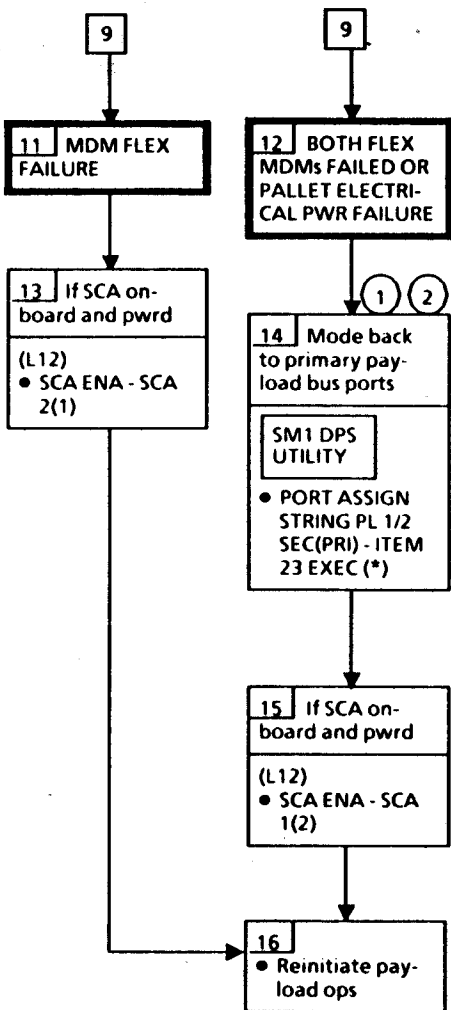 9
11 MDM FLEX
FAILURE
13 If SCA on-
board and pwrd
(L12)
● SCA ENA - SCA
2(1)
9
12 BOTH FLEX
MDMs FAILED OR
PALLET ELECTRI-
CAL PWR FAILURE
1 2
14 Mode back
to primary pay-
load bus ports
SM1 DPS
UTILITY
● PORT ASSIGN
STRING PL 1/2
SEC(PRI) - ITEM
23 EXEC (*)
15 If SCA on-
board and pwrd
(L12)
● SCA ENA - SCA
1(2)
16
● Reinitiate pay-
load ops